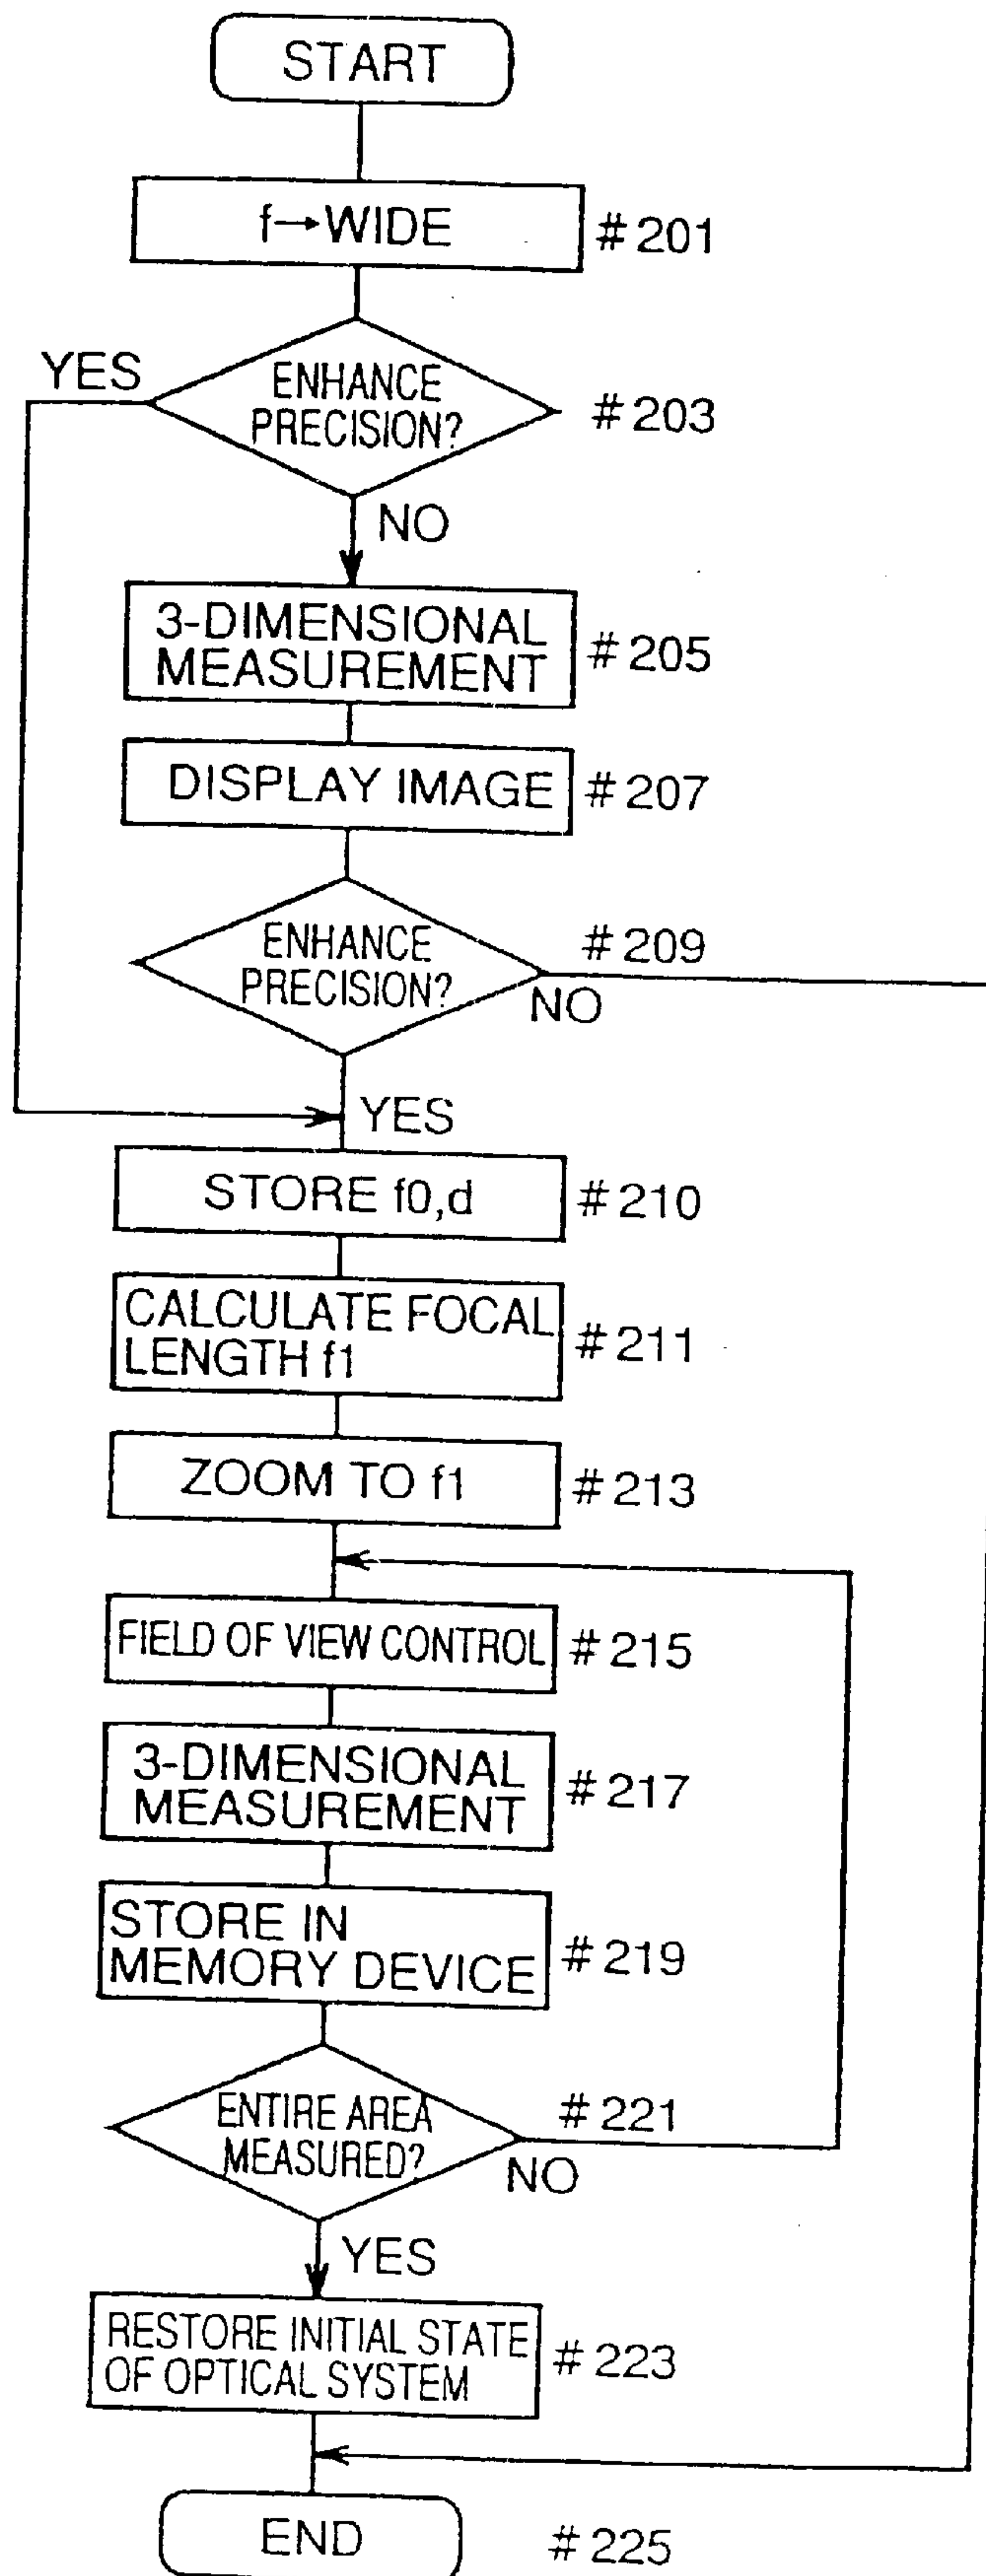 START
f→WIDE
#201
YES
ENHANCE
PRECISION?
#203
NO
3-DIMENSIONAL
MEASUREMENT
#205
DISPLAY IMAGE
#207
ENHANCE
PRECISION?
#209
NO
YES
STORE f0,d
#210
CALCULATE FOCAL
LENGTH f1
#211
ZOOM TO f1
#213
FIELD OF VIEW CONTROL
#215
3-DIMENSIONAL
MEASUREMENT
#217
STORE IN
MEMORY DEVICE
#219
ENTIRE AREA
MEASURED?
#221
NO
YES
RESTORE INITIAL STATE
OF OPTICAL SYSTEM
#223
END
#225